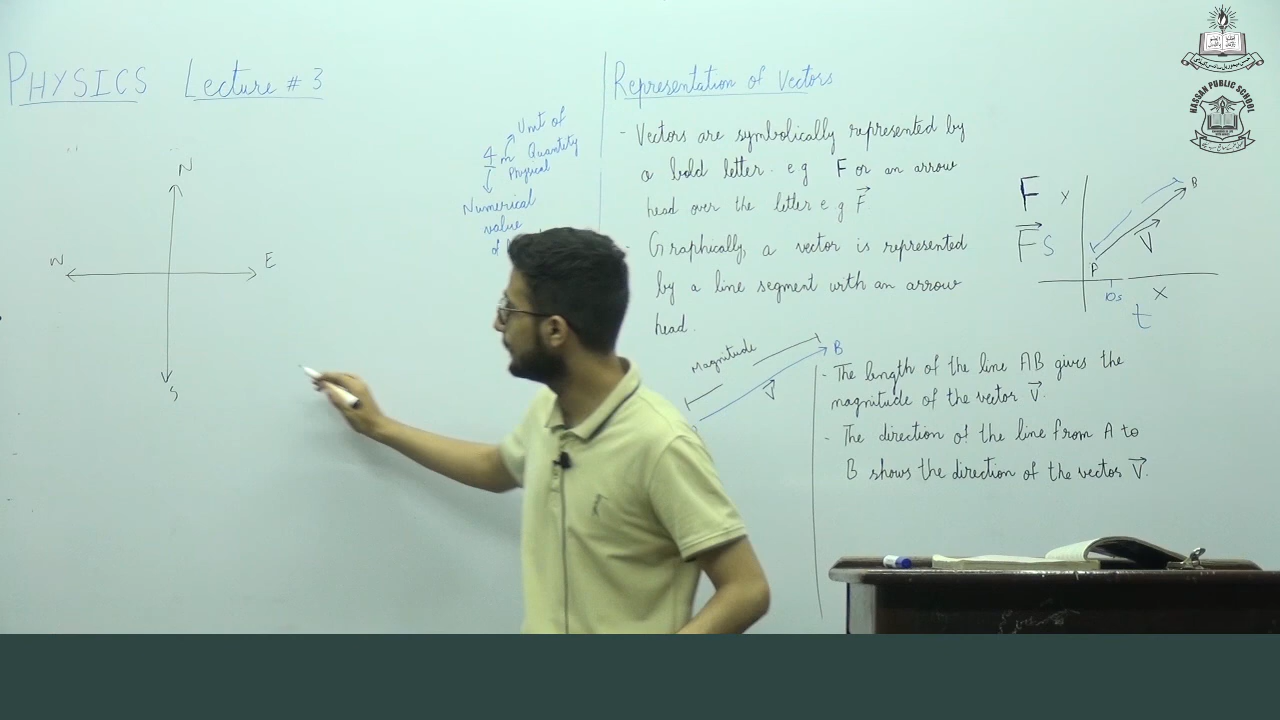 PHYSICS Lecture # 3
N
W
E
S
Unit of
4 m Quantity
Physical
Numerical
value
Representation of Vectors
- Vectors are symbolically represented by
a bold letter. e.g F or an arrow
head over the letter e.g F⃗
- Graphically, a vector is represented
by a line segment with an arrow
head.
Magnitude
B
V⃗
F
F⃗ S
Y
B
V⃗
P
10s
X
t
- The length of the line AB gives the
magnitude of the vector V⃗.
- The direction of the line from A to
B shows the direction of the vector V⃗.
HASSAN PUBLIC SCHOOL